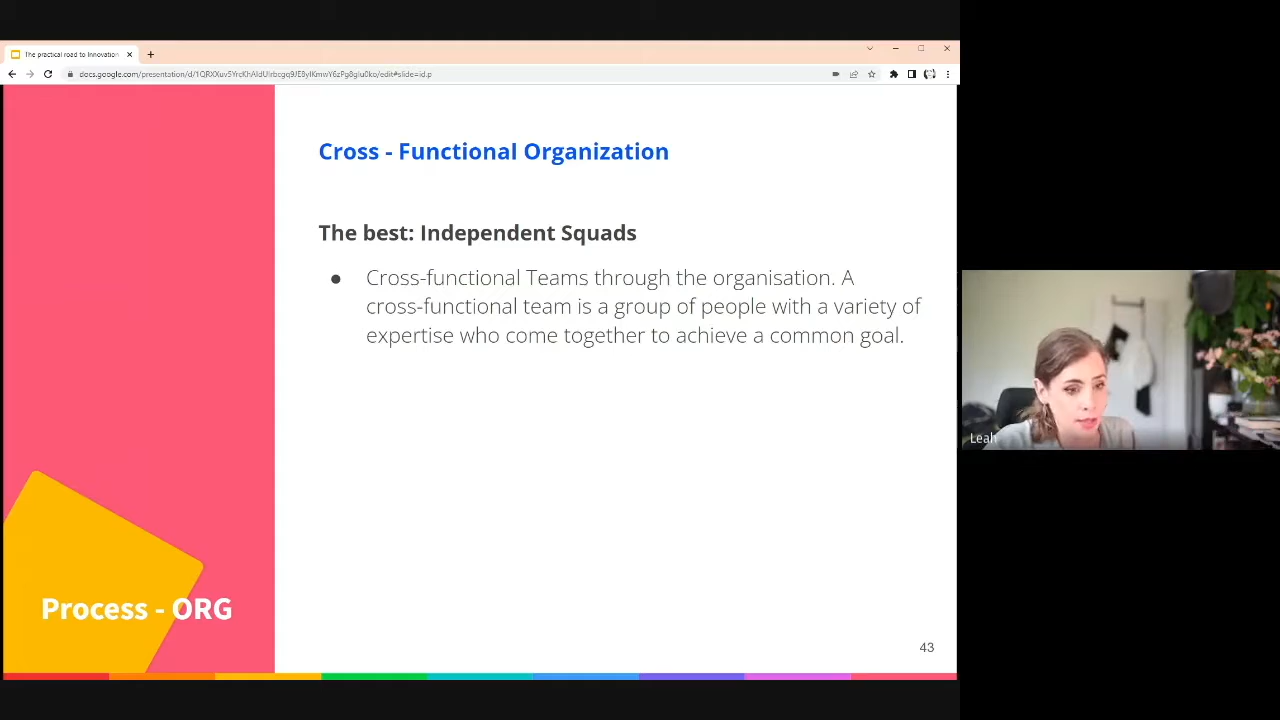 The practical road to Innovation
Cross - Functional Organization
The best: Independent Squads
● Cross-functional Teams through the organisation. A
cross-functional team is a group of people with a variety of
expertise who come together to achieve a common goal.
Leah
Process - ORG
43